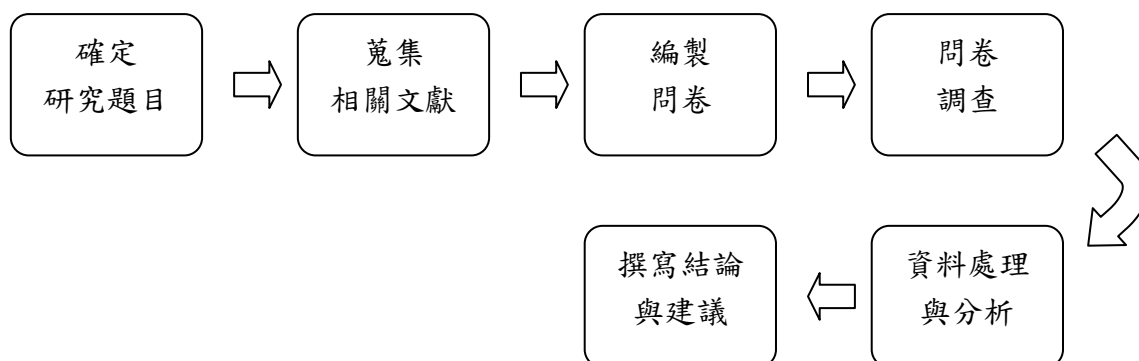 確定
研究題目
蒐集
相關文獻
編製
問卷
問卷
調查
資料處理
與分析
撰寫結論
與建議